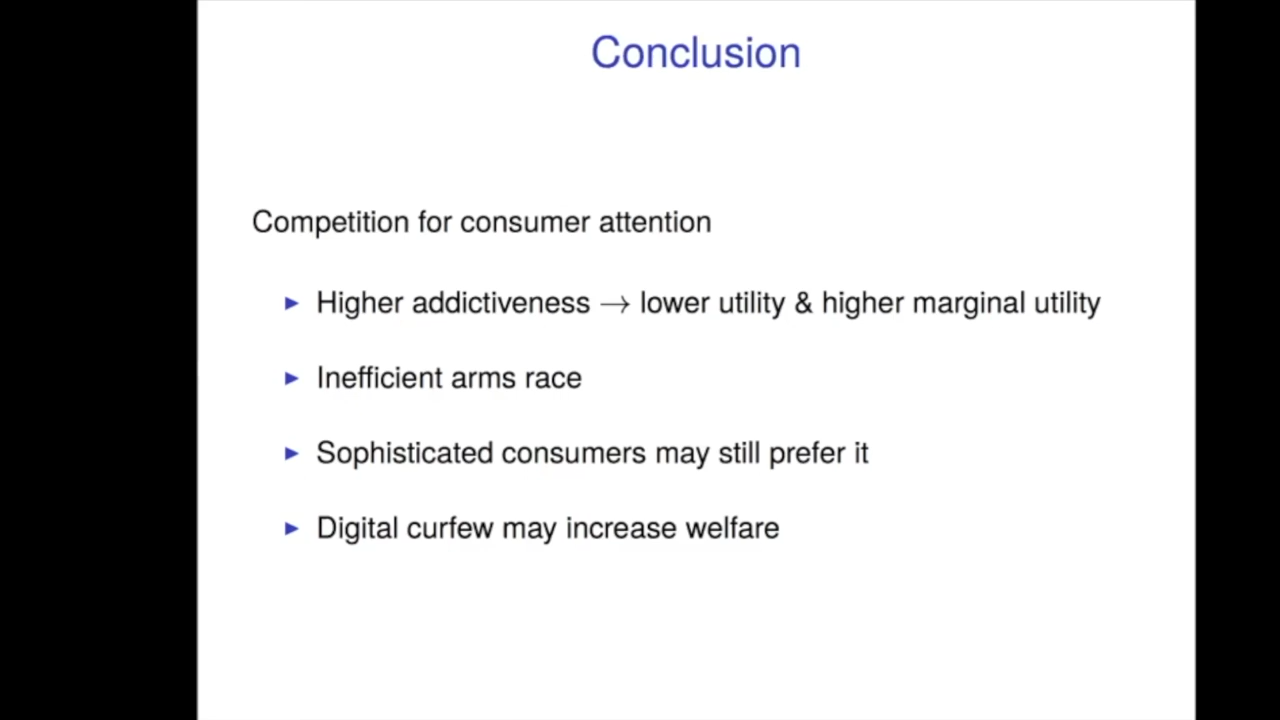 Conclusion
Competition for consumer attention
▶ Higher addictiveness → lower utility & higher marginal utility
▶ Inefficient arms race
▶ Sophisticated consumers may still prefer it
▶ Digital curfew may increase welfare